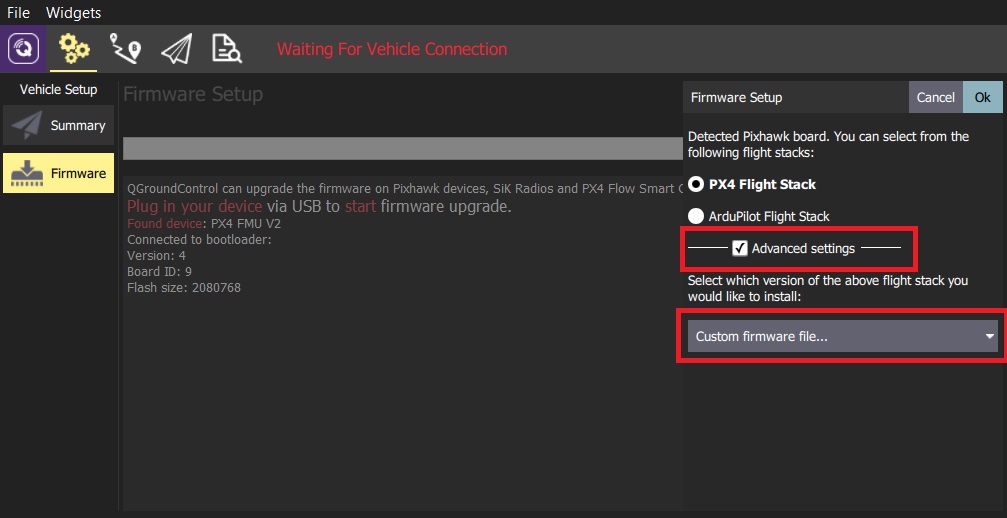 File Widgets
Waiting For Vehicle Connection
Vehicle Setup
Summary
Firmware
Firmware Setup
QGroundControl can upgrade the firmware on Pixhawk devices, SiK Radios and PX4 Flow Smart
Plug in your device via USB to start firmware upgrade.
Found device: PX4 FMU V2
Connected to bootloader:
Version: 4
Board ID: 9
Flash size: 2080768
Firmware Setup Cancel Ok
Detected Pixhawk board. You can select from the
following flight stacks:
PX4 Flight Stack
ArduPilot Flight Stack
Advanced settings
Select which version of the above flight stack you
would like to install:
Custom firmware file...